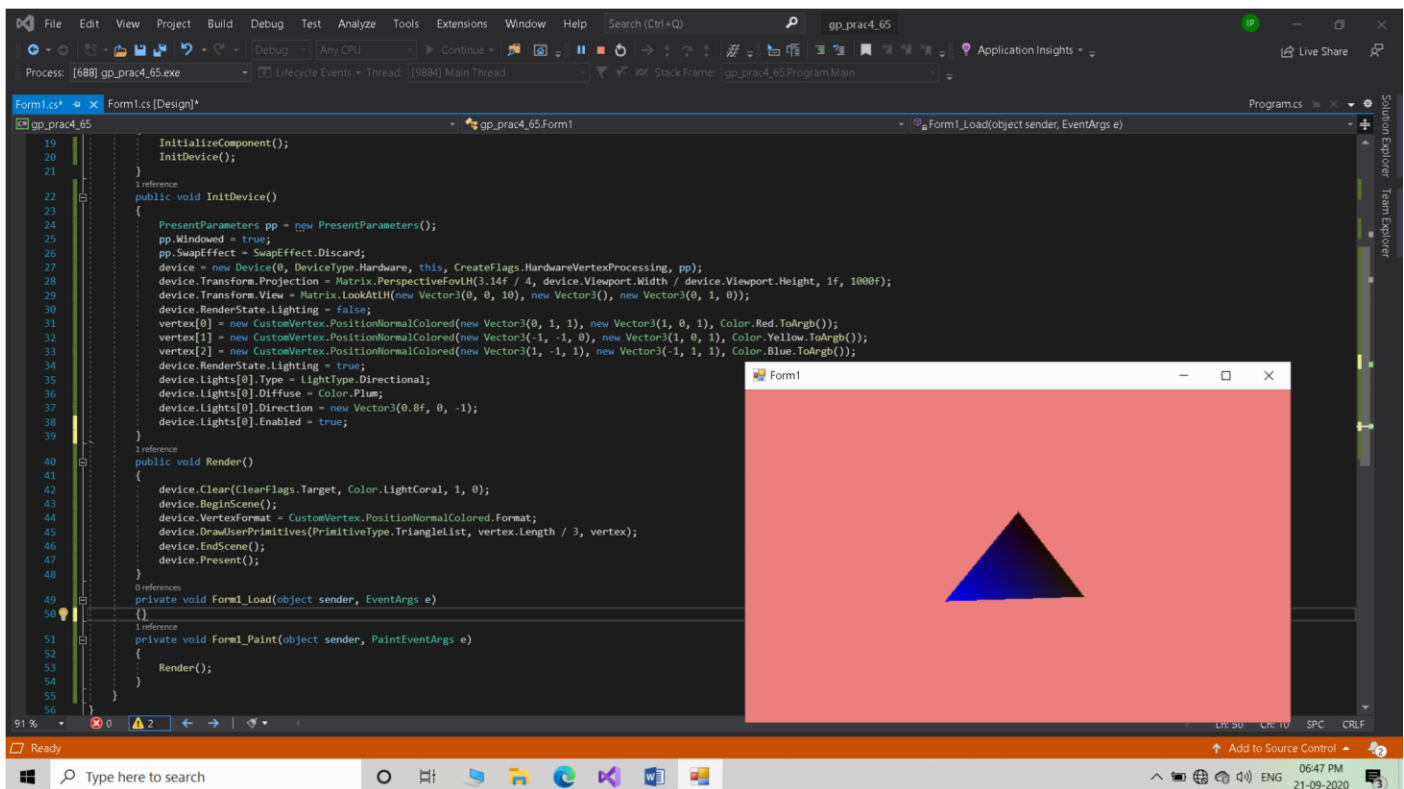 File Edit View Project Build Debug Test Analyze Tools Extensions Window Help Search (Ctrl+Q) gp_prac4_65 IP
Debug Any CPU Continue Application Insights Live Share
Process: [688] gp_prac4_65.exe Lifecycle Events Thread: [9884] Main Thread Stack Frame: gp_prac4_65.Program.Main
Form1.cs* Form1.cs [Design]* Program.cs
gp_prac4_65 gp_prac4_65.Form1 Form1_Load(object sender, EventArgs e)
Solution Explorer
Team Explorer
19 InitializeComponent();
20 InitDevice();
21 }
1 reference
22 public void InitDevice()
23 {
24 PresentParameters pp = new PresentParameters();
25 pp.Windowed = true;
26 pp.SwapEffect = SwapEffect.Discard;
27 device = new Device(0, DeviceType.Hardware, this, CreateFlags.HardwareVertexProcessing, pp);
28 device.Transform.Projection = Matrix.PerspectiveFovLH(3.14f / 4, device.Viewport.Width / device.Viewport.Height, 1f, 1000f);
29 device.Transform.View = Matrix.LookAtLH(new Vector3(0, 0, 10), new Vector3(), new Vector3(0, 1, 0));
30 device.RenderState.Lighting = false;
31 vertex[0] = new CustomVertex.PositionNormalColored(new Vector3(0, 1, 1), new Vector3(1, 0, 1), Color.Red.ToArgb());
32 vertex[1] = new CustomVertex.PositionNormalColored(new Vector3(-1, -1, 0), new Vector3(1, 0, 1), Color.Yellow.ToArgb());
33 vertex[2] = new CustomVertex.PositionNormalColored(new Vector3(1, -1, 1), new Vector3(-1, 1, 1), Color.Blue.ToArgb());
34 device.RenderState.Lighting = true;
35 device.Lights[0].Type = LightType.Directional;
36 device.Lights[0].Diffuse = Color.Plum;
37 device.Lights[0].Direction = new Vector3(0.8f, 0, -1);
38 device.Lights[0].Enabled = true;
39 }
1 reference
40 public void Render()
41 {
42 device.Clear(ClearFlags.Target, Color.LightCoral, 1, 0);
43 device.BeginScene();
44 device.VertexFormat = CustomVertex.PositionNormalColored.Format;
45 device.DrawUserPrimitives(PrimitiveType.TriangleList, vertex.Length / 3, vertex);
46 device.EndScene();
47 device.Present();
48 }
0 references
49 private void Form1_Load(object sender, EventArgs e)
50 {}
1 reference
51 private void Form1_Paint(object sender, PaintEventArgs e)
52 {
53 Render();
54 }
55 }
56 }
Form1
91 % 0 2 Ln: 50 Ch: 10 SPC CRLF
Ready Add to Source Control 2
Type here to search ENG 06:47 PM
21-09-2020 3